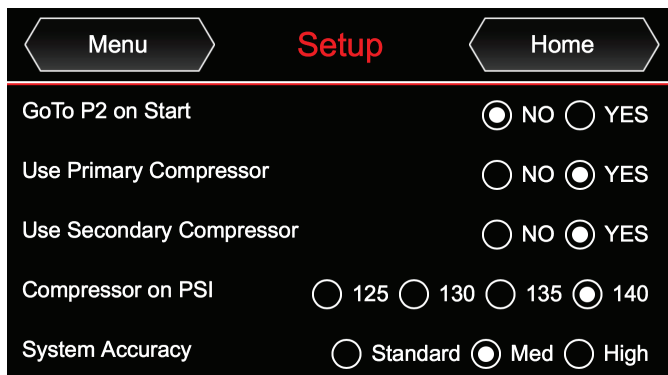 Menu Setup Home
GoTo P2 on Start NO YES
Use Primary Compressor NO YES
Use Secondary Compressor NO YES
Compressor on PSI 125 130 135 140
System Accuracy Standard Med High